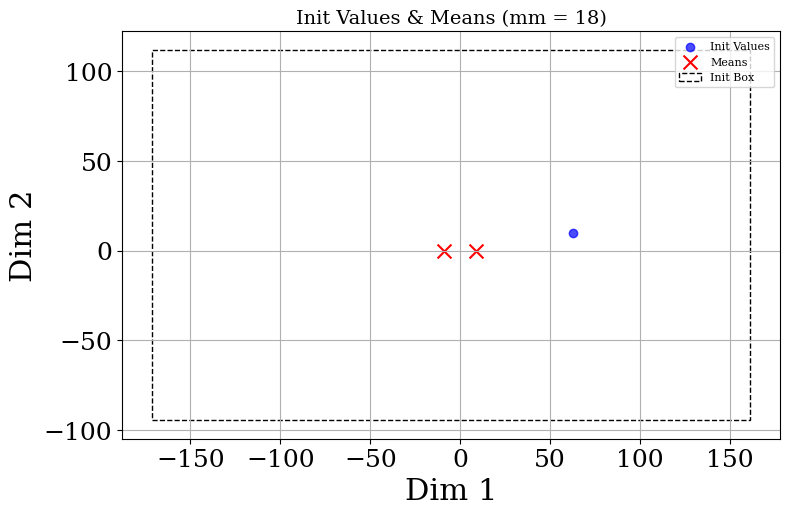 Init Values & Means (mm = 18)
Init Values
Means
Init Box
Dim 2
100
50
0
−50
−100
−150 −100 −50 0 50 100 150
Dim 1